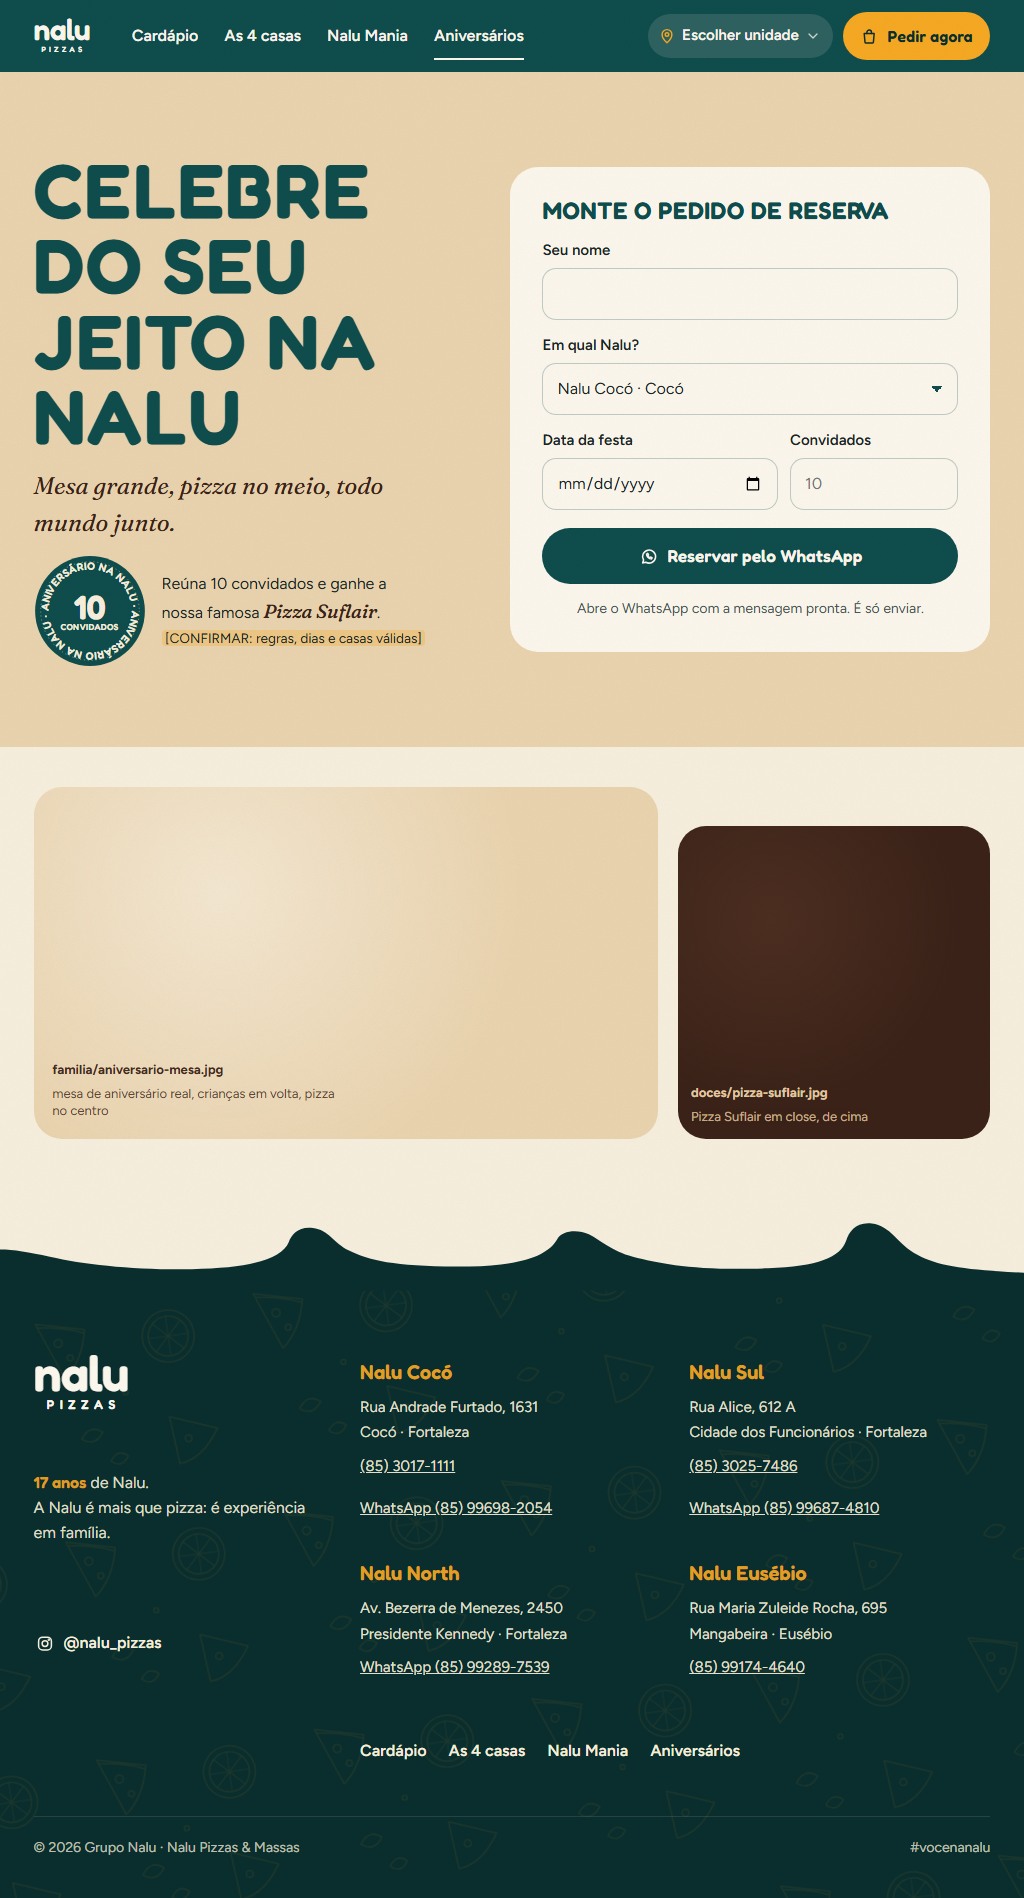 nalu
PIZZAS
Cardápio
As 4 casas
Nalu Mania
Aniversários
Escolher unidade
Pedir agora
CELEBRE
DO SEU
JEITO NA
NALU
Mesa grande, pizza no meio, todo
mundo junto.
ANIVERSÁRIO NA NALU · ANIVERSÁRIO NA NALU ·
10
CONVIDADOS
Reúna 10 convidados e ganhe a
nossa famosa Pizza Suflair.
[CONFIRMAR: regras, dias e casas válidas]
MONTE O PEDIDO DE RESERVA
Seu nome
Em qual Nalu?
Nalu Cocó · Cocó
Data da festa
Convidados
mm/dd/yyyy
10
Reservar pelo WhatsApp
Abre o WhatsApp com a mensagem pronta. É só enviar.
familia/aniversario-mesa.jpg
mesa de aniversário real, crianças em volta, pizza
no centro
doces/pizza-suflair.jpg
Pizza Suflair em close, de cima
nalu
PIZZAS
17 anos de Nalu.
A Nalu é mais que pizza: é experiência
em família.
@nalu_pizzas
Nalu Cocó
Rua Andrade Furtado, 1631
Cocó · Fortaleza
(85) 3017-1111
WhatsApp (85) 99698-2054
Nalu Sul
Rua Alice, 612 A
Cidade dos Funcionários · Fortaleza
(85) 3025-7486
WhatsApp (85) 99687-4810
Nalu North
Av. Bezerra de Menezes, 2450
Presidente Kennedy · Fortaleza
WhatsApp (85) 99289-7539
Nalu Eusébio
Rua Maria Zuleide Rocha, 695
Mangabeira · Eusébio
(85) 99174-4640
Cardápio
As 4 casas
Nalu Mania
Aniversários
© 2026 Grupo Nalu · Nalu Pizzas & Massas
#vocenanalu